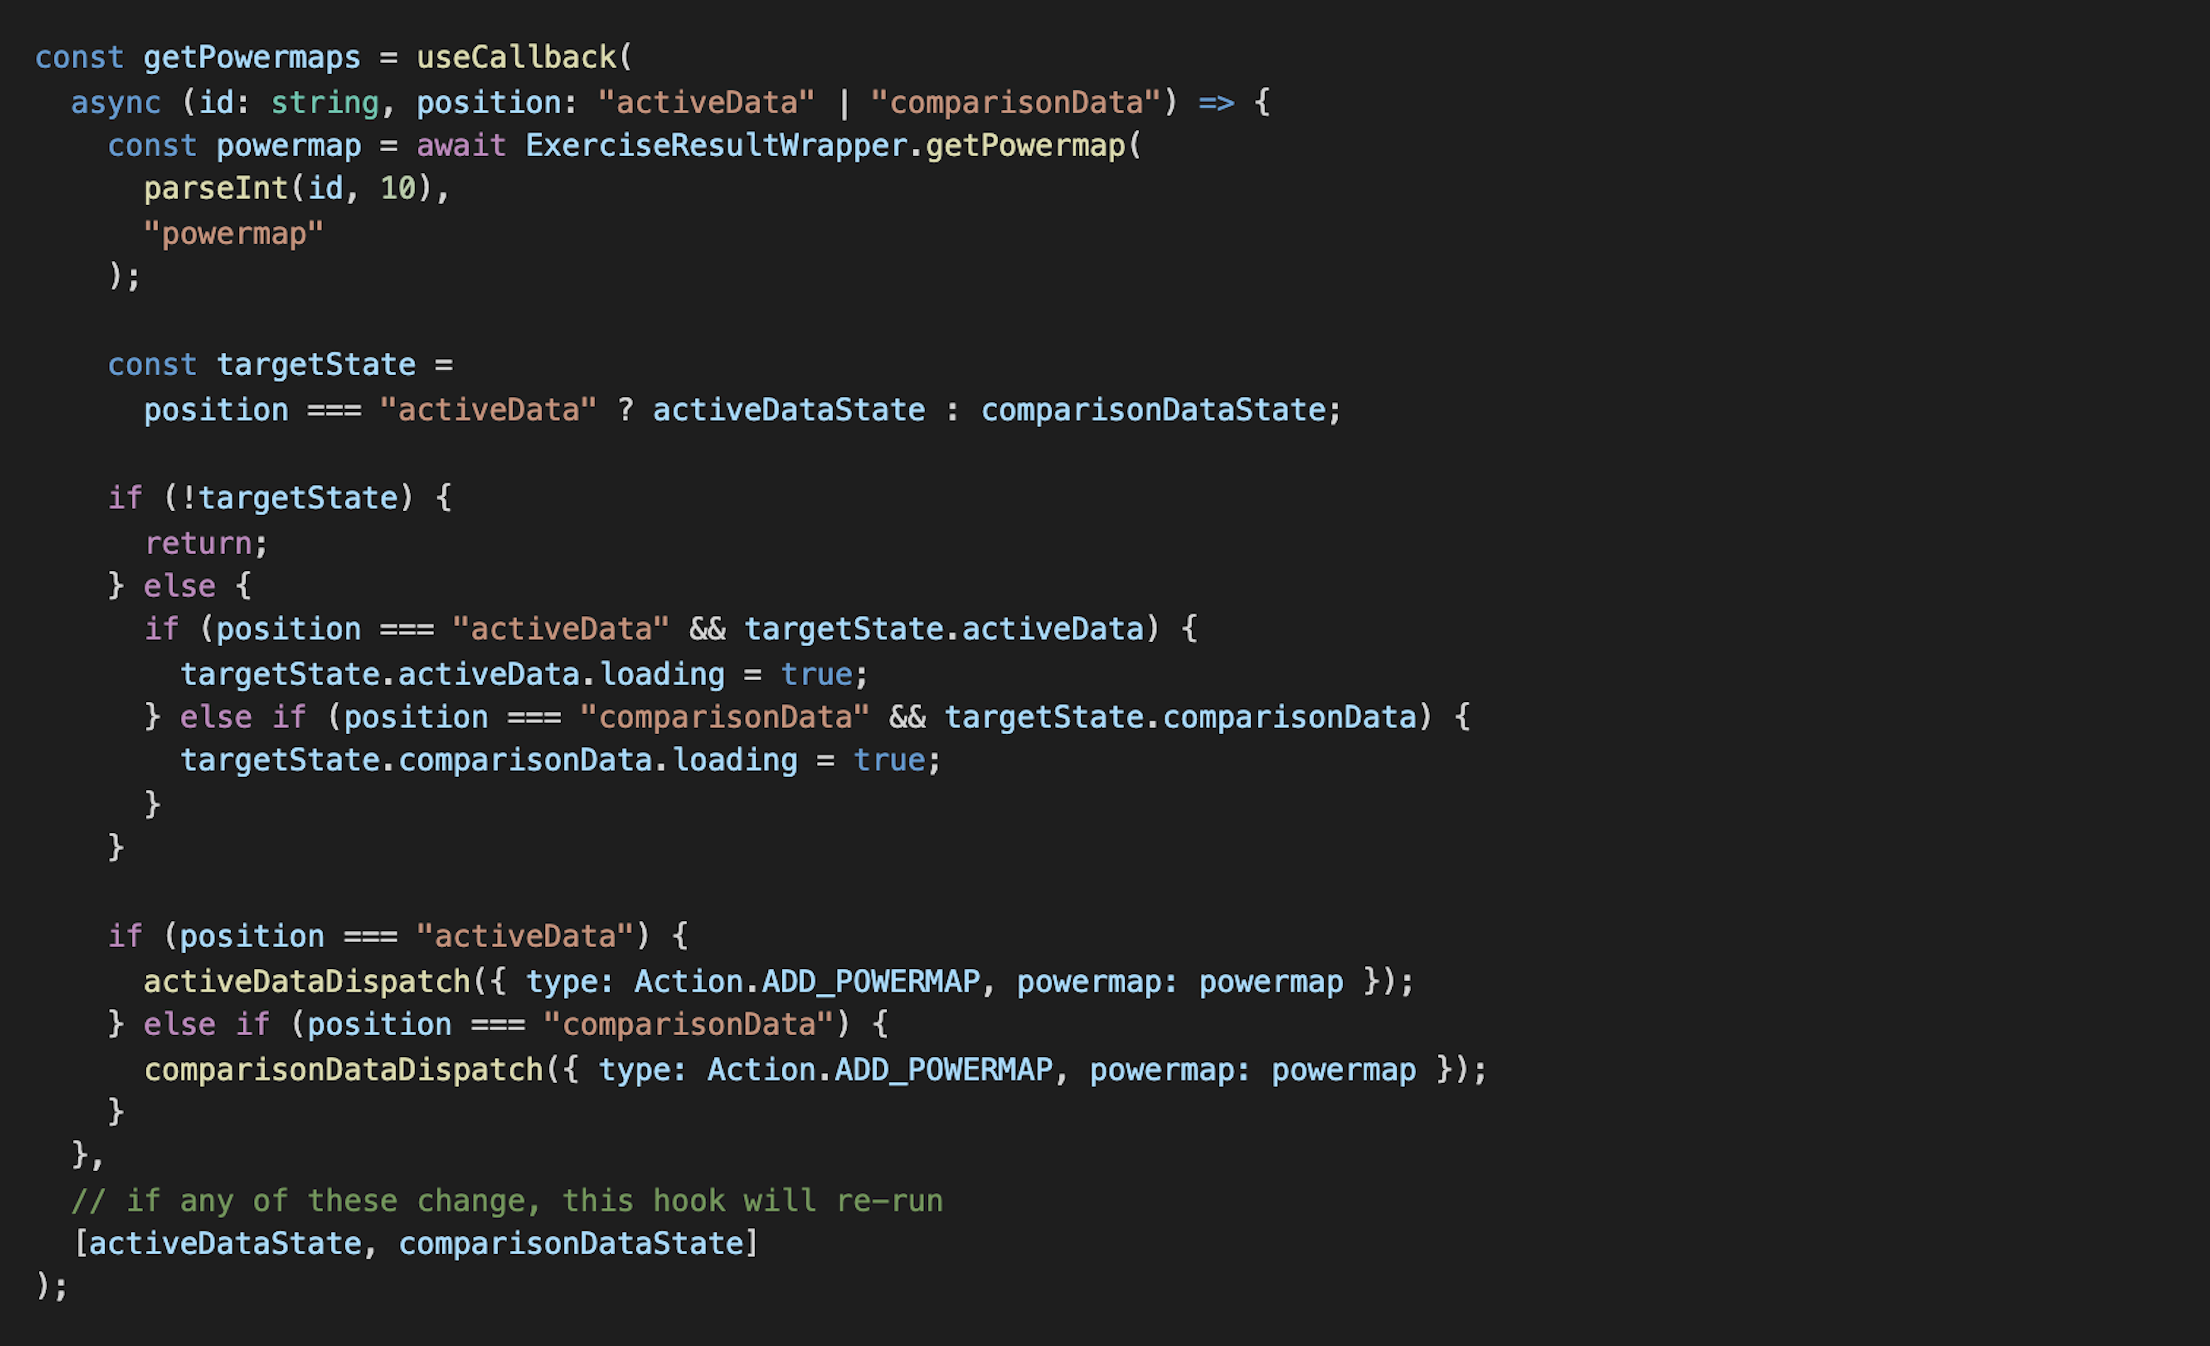 const getPowermaps = useCallback(
  async (id: string, position: "activeData" | "comparisonData") => {
    const powermap = await ExerciseResultWrapper.getPowermap(
      parseInt(id, 10),
      "powermap"
    );

    const targetState =
      position === "activeData" ? activeDataState : comparisonDataState;

    if (!targetState) {
      return;
    } else {
      if (position === "activeData" && targetState.activeData) {
        targetState.activeData.loading = true;
      } else if (position === "comparisonData" && targetState.comparisonData) {
        targetState.comparisonData.loading = true;
      }
    }

    if (position === "activeData") {
      activeDataDispatch({ type: Action.ADD_POWERMAP, powermap: powermap });
    } else if (position === "comparisonData") {
      comparisonDataDispatch({ type: Action.ADD_POWERMAP, powermap: powermap });
    }
  },
  // if any of these change, this hook will re-run
  [activeDataState, comparisonDataState]
);